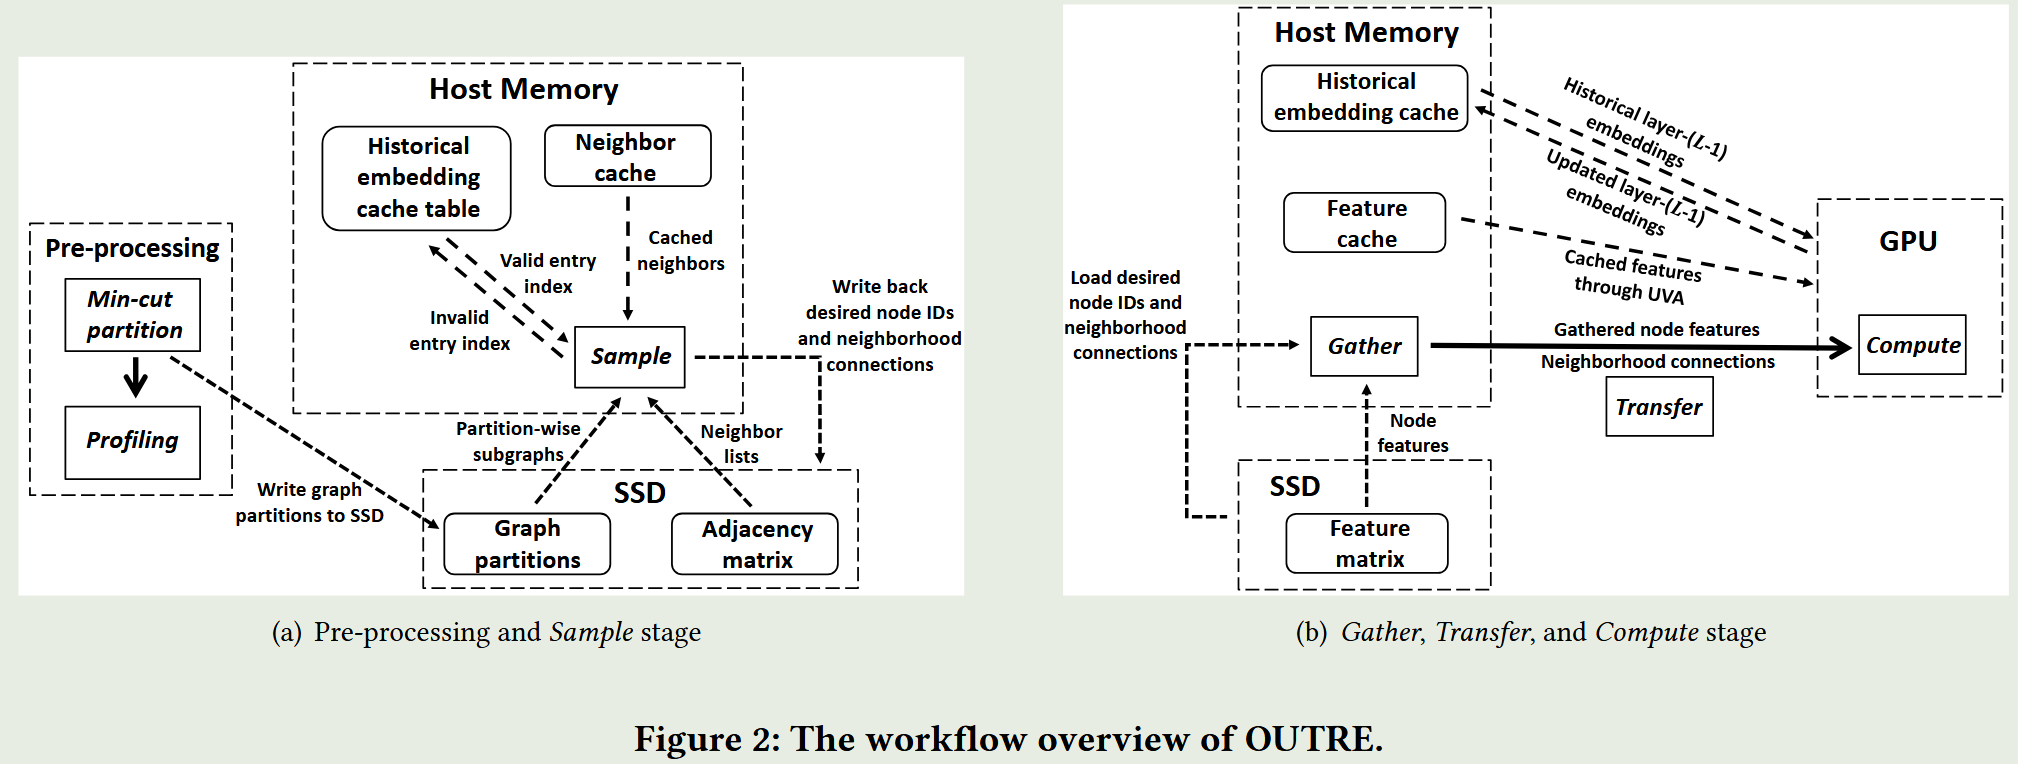 Pre-processing
Min-cut
partition
Profiling
Write graph
partitions to SSD
Host Memory
Historical
embedding
cache table
Neighbor
cache
Valid entry
index
Invalid
entry index
Cached
neighbors
Sample
Write back
desired node IDs
and neighborhood
connections
Partition-wise
subgraphs
Neighbor
lists
SSD
Graph
partitions
Adjacency
matrix
(a) Pre-processing and Sample stage
Host Memory
Historical
embedding cache
Feature
cache
Historical layer-(L-1)
embeddings
Updated layer-(L-1)
embeddings
Cached features
through UVA
Load desired
node IDs and
neighborhood
connections
Gather
Gathered node features
Neighborhood connections
Transfer
GPU
Compute
Node
features
SSD
Feature
matrix
(b) Gather, Transfer, and Compute stage
Figure 2: The workflow overview of OUTRE.